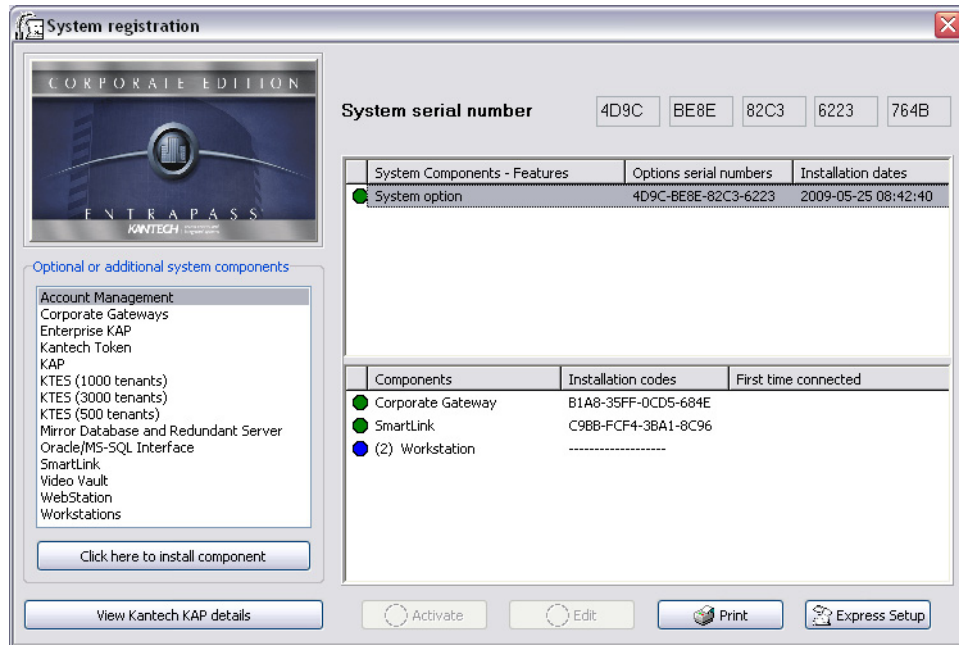 System registration
CORPORATE EDITION
ENTRAPASS
KANTECH
System serial number 4D9C BE8E 82C3 6223 764B
System Components - Features Options serial numbers Installation dates
System option 4D9C-BE8E-82C3-6223 2009-05-25 08:42:40
Optional or additional system components
Account Management
Corporate Gateways
Enterprise KAP
Kantech Token
KAP
KTES (1000 tenants)
KTES (3000 tenants)
KTES (500 tenants)
Mirror Database and Redundant Server
Oracle/MS-SQL Interface
SmartLink
Video Vault
WebStation
Workstations
Click here to install component
View Kantech KAP details
Components Installation codes First time connected
Corporate Gateway B1A8-35FF-0CD5-684E
SmartLink C9BB-FCF4-3BA1-8C96
(2) Workstation -------------------
Activate Edit Print Express Setup